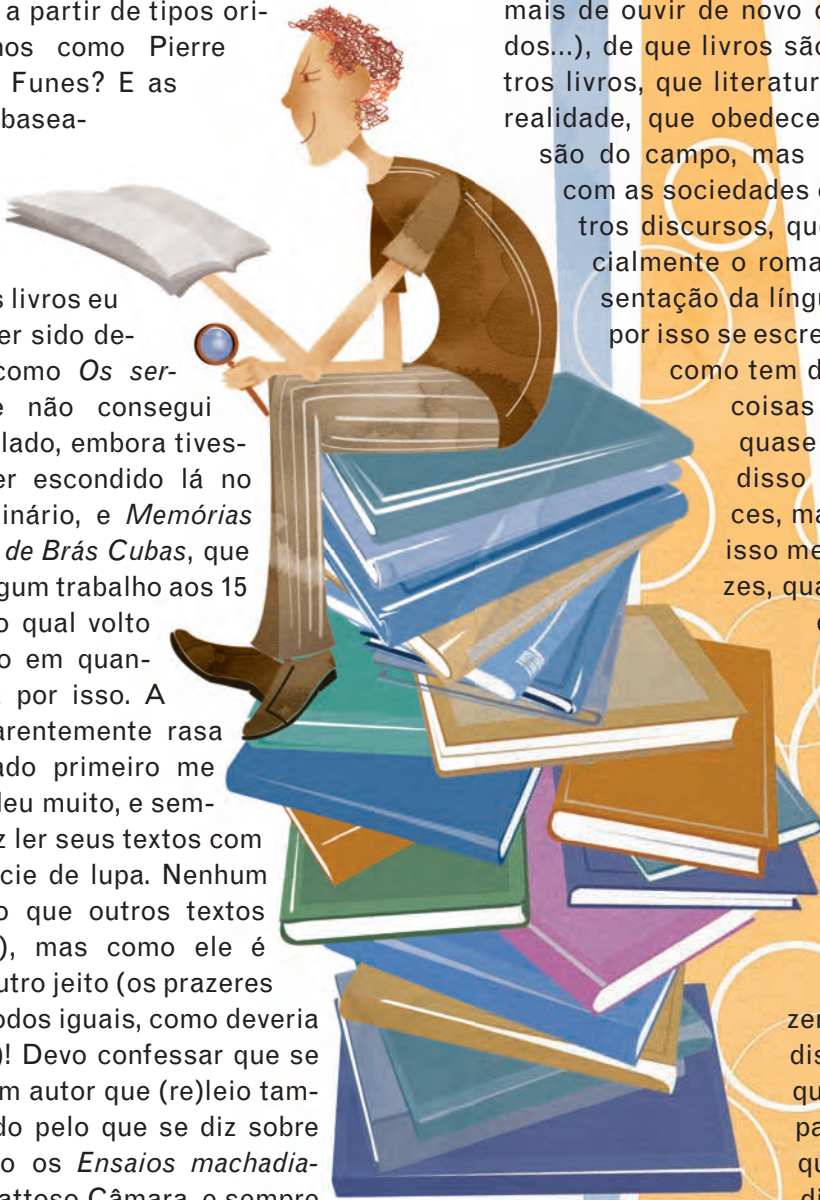 a partir de tipos ori-
como Pierre
Funes? E as
basea-
livros eu
er sido de-
como Os ser-
não consegui
lado, embora tives-
er escondido lá no
inário, e Memórias
de Brás Cubas, que
gum trabalho aos 15
qual volto
o em quan-
por isso. A
arentemente rasa
ado primeiro me
deu muito, e sem-
z ler seus textos com
cie de lupa. Nenhum
o que outros textos
), mas como ele é
utro jeito (os prazeres
odos iguais, como deveria
)! Devo confessar que se
m autor que (re)leio tam-
do pelo que se diz sobre
o os Ensaios machadia-
attoso Câmara, e sempre
mais de ouvir de novo
dos...), de que livros são
tros livros, que literatur
realidade, que obedece
são do campo, mas
com as sociedades
tros discursos, que
cialmente o roma
sentação da língu
por isso se escre
como tem d
coisas
quase
disso
ces, ma
isso me
zes, qua
zer
dis
qu
pa
qu
di